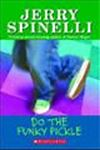 JERRY
SPINELLI
DO THE
FUNKY PICKLE
SCHOLASTIC